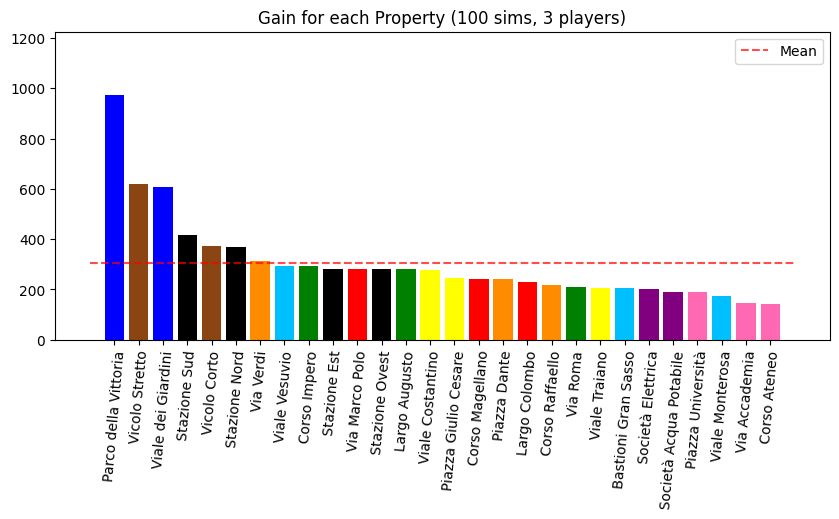 Gain for each Property (100 sims, 3 players)
1200
1000
800
600
400
200
0
Mean
Parco della Vittoria
Vicolo Stretto
Viale dei Giardini
Stazione Sud
Vicolo Corto
Stazione Nord
Via Verdi
Viale Vesuvio
Corso Impero
Stazione Est
Via Marco Polo
Stazione Ovest
Largo Augusto
Viale Costantino
Piazza Giulio Cesare
Corso Magellano
Piazza Dante
Largo Colombo
Corso Raffaello
Via Roma
Viale Traiano
Bastioni Gran Sasso
Società Elettrica
Società Acqua Potabile
Piazza Università
Viale Monterosa
Via Accademia
Corso Ateneo